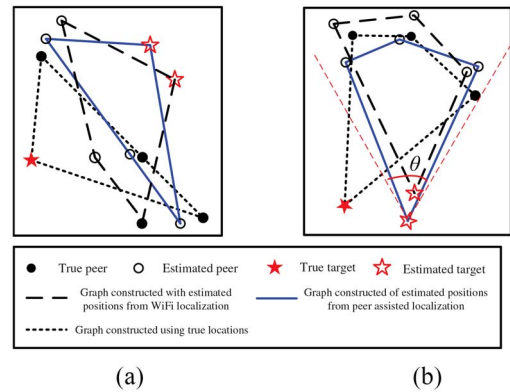 (a)
(b)
θ
True peer
Estimated peer
True target
Estimated target
Graph constructed with estimated
positions from WiFi localization
Graph constructed of estimated positions
from peer assisted localization
Graph constructed using true locations
(a)
(b)